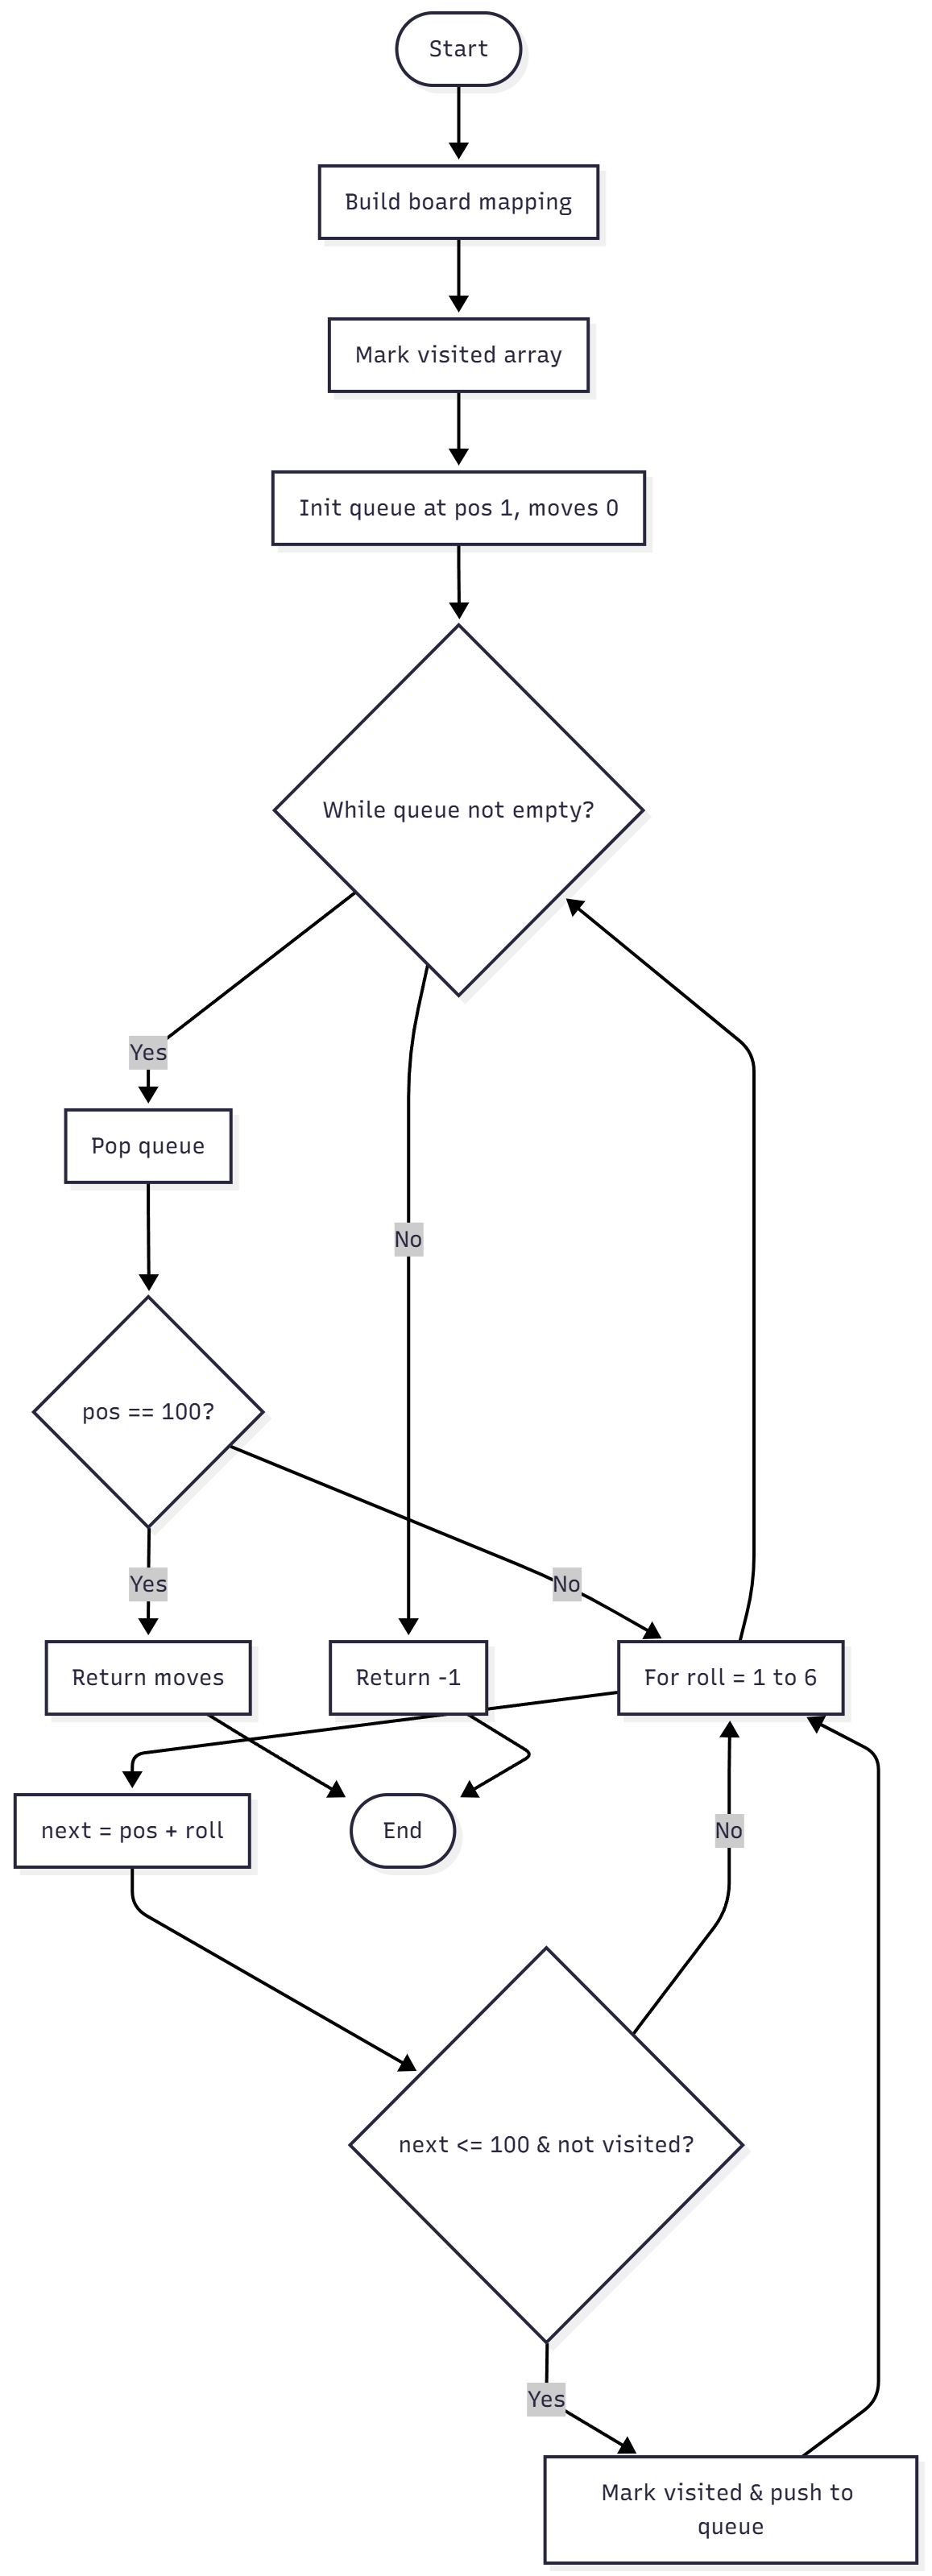 Start
Build board mapping
Mark visited array
Init queue at pos 1, moves 0
While queue not empty?
Yes
Pop queue
No
pos == 100?
No
Yes
Return moves
Return -1
For roll = 1 to 6
next = pos + roll
End
No
next <= 100 & not visited?
Yes
Mark visited & push to
queue